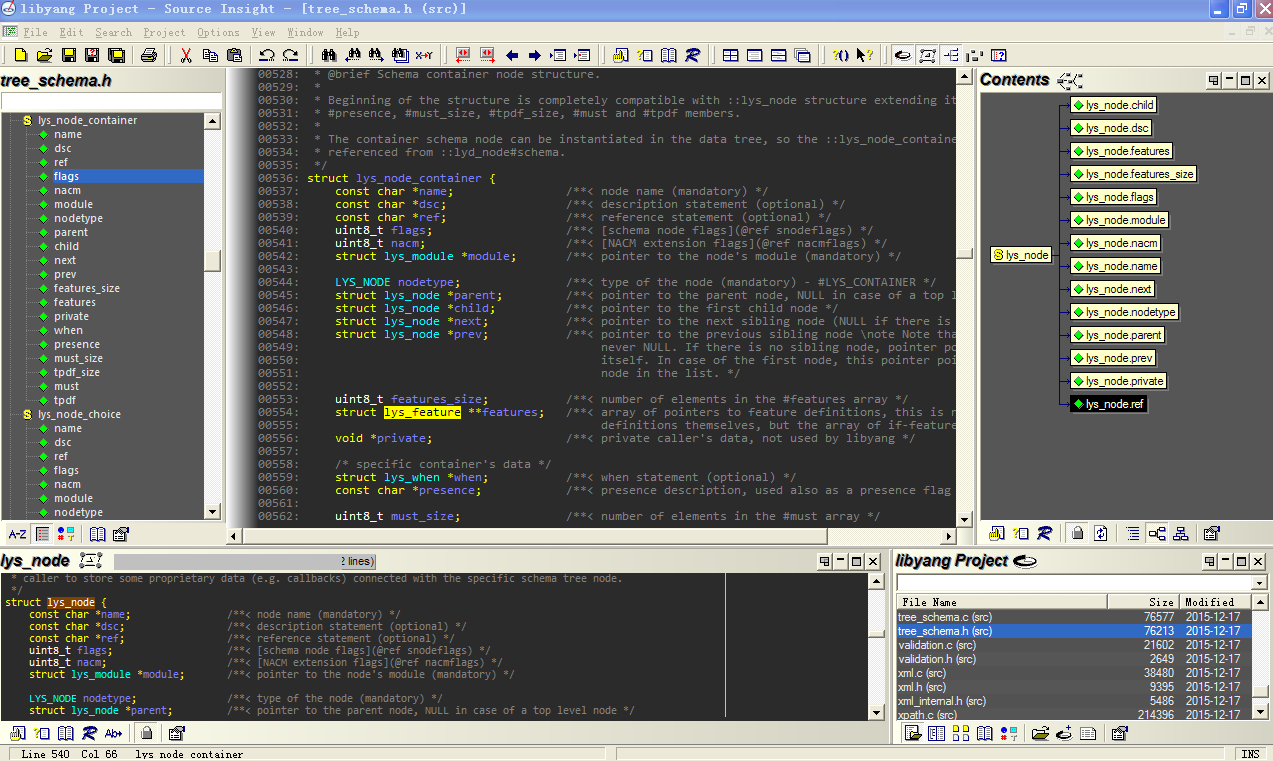 libyang Project - Source Insight - [tree_schema.h (src)]
File Edit Search Project Options View Window Help
tree_schema.h
lys_node_container
name
dsc
ref
flags
nacm
module
nodetype
parent
child
next
prev
features_size
features
private
when
presence
must_size
tpdf_size
must
tpdf
lys_node_choice
name
dsc
ref
flags
nacm
module
nodetype
A-Z
00528: * @brief Schema container node structure.
00529: *
00530: * Beginning of the structure is completely compatible with ::lys_node structure extending it
00531: * #presence, #must_size, #tpdf_size, #must and #tpdf members.
00532: *
00533: * The container schema node can be instantiated in the data tree, so the ::lys_node_containe
00534: * referenced from ::lyd_node#schema.
00535: */
00536: struct lys_node_container {
00537: const char *name; /**< node name (mandatory) */
00538: const char *dsc; /**< description statement (optional) */
00539: const char *ref; /**< reference statement (optional) */
00540: uint8_t flags; /**< [schema node flags](@ref snodeflags) */
00541: uint8_t nacm; /**< [NACM extension flags](@ref nacmflags) */
00542: struct lys_module *module; /**< pointer to the node's module (mandatory) */
00543:
00544: LYS_NODE nodetype; /**< type of the node (mandatory) - #LYS_CONTAINER */
00545: struct lys_node *parent; /**< pointer to the parent node, NULL in case of a top l
00546: struct lys_node *child; /**< pointer to the first child node */
00547: struct lys_node *next; /**< pointer to the next sibling node (NULL if there is
00548: struct lys_node *prev; /**< pointer to the previous sibling node \note Note tha
00549: never NULL. If there is no sibling node, pointer po
00550: itself. In case of the first node, this pointer poi
00551: node in the list. */
00552:
00553: uint8_t features_size; /**< number of elements in the #features array */
00554: struct lys_feature **features; /**< array of pointers to feature definitions, this is n
00555: definitions themselves, but the array of if-feature
00556: void *private; /**< private caller's data, not used by libyang */
00557:
00558: /* specific container's data */
00559: struct lys_when *when; /**< when statement (optional) */
00560: const char *presence; /**< presence description, used also as a presence flag
00561:
00562: uint8_t must_size; /**< number of elements in the #must array */
Contents
lys_node
lys_node.child
lys_node.dsc
lys_node.features
lys_node.features_size
lys_node.flags
lys_node.module
lys_node.nacm
lys_node.name
lys_node.next
lys_node.nodetype
lys_node.parent
lys_node.prev
lys_node.private
lys_node.ref
lys_node
lines)
* caller to store some proprietary data (e.g. callbacks) connected with the specific schema tree node.
*/
struct lys_node {
const char *name; /**< node name (mandatory) */
const char *dsc; /**< description statement (optional) */
const char *ref; /**< reference statement (optional) */
uint8_t flags; /**< [schema node flags](@ref snodeflags) */
uint8_t nacm; /**< [NACM extension flags](@ref nacmflags) */
struct lys_module *module; /**< pointer to the node's module (mandatory) */
LYS_NODE nodetype; /**< type of the node (mandatory) */
struct lys_node *parent; /**< pointer to the parent node, NULL in case of a top level node */
libyang Project
File Name Size Modified
tree_schema.c (src) 76577 2015-12-17
tree_schema.h (src) 76213 2015-12-17
validation.c (src) 21602 2015-12-17
validation.h (src) 2649 2015-12-17
xml.c (src) 38480 2015-12-17
xml.h (src) 9395 2015-12-17
xml_internal.h (src) 5486 2015-12-17
xpath.c (src) 214396 2015-12-17
Line 540 Col 66 lys_node_container
INS